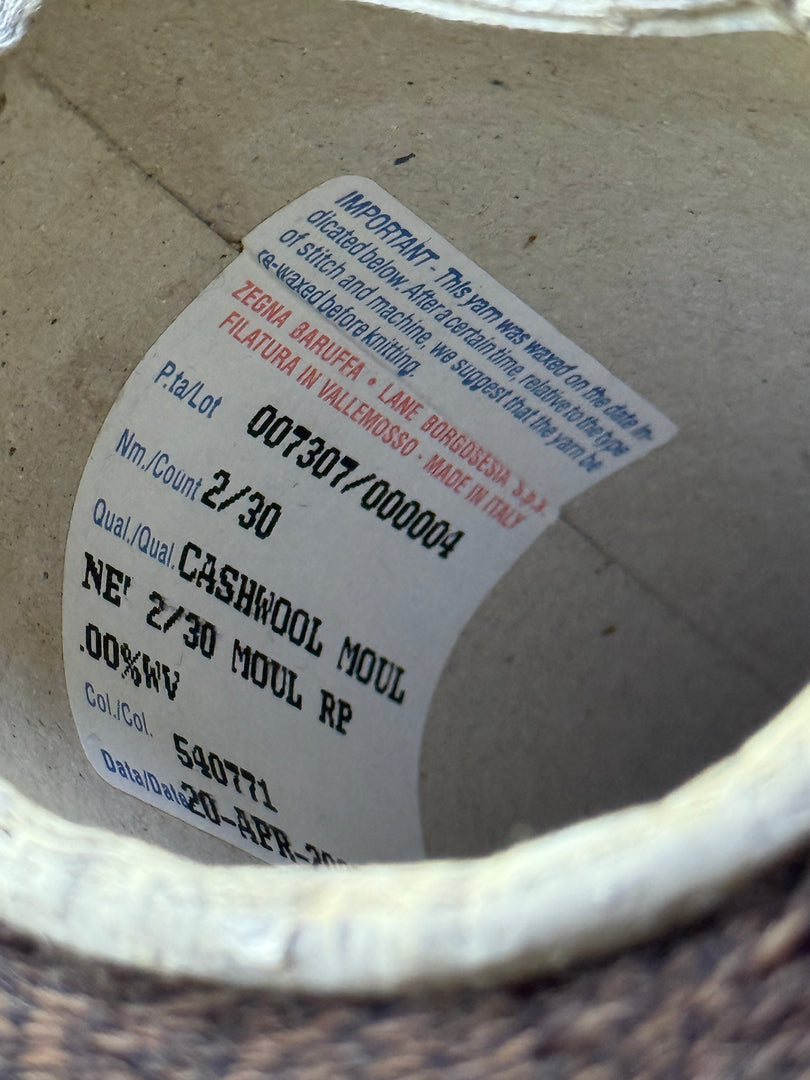 IMPORTANT - This yarn was waxed on the date in-
dicated below. After a certain time, relative to the type
of stitch and machine, we suggest that the yarn be
re-waxed before knitting.
ZEGNA BARUFFA • LANE BORGOSESIA S.p.A.
FILATURA IN VALLEMOSSO - MADE IN ITALY
P.ta/Lot 007307/000004
Nm./Count 2/30
Qual./Qual. CASHWOOL MOUL
NE' 2/30 MOUL RP
.00%WV
Col./Col. 540771
Data/Date 20-APR-